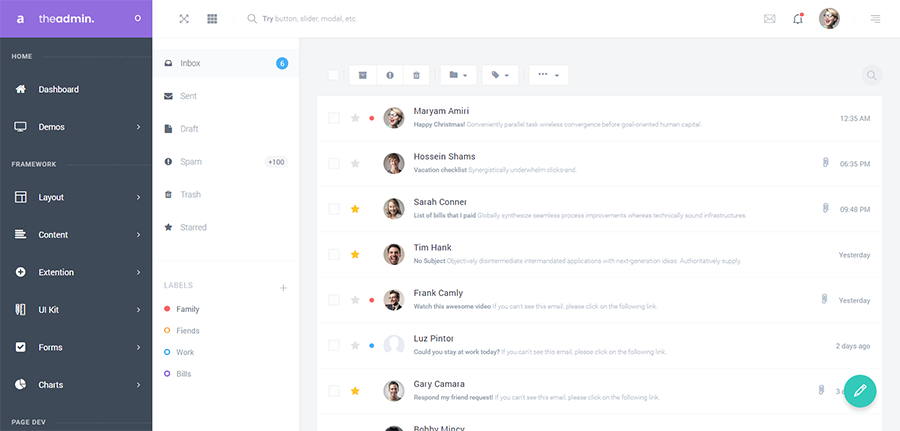 a theadmin.
Try button, slider, modal, etc.
HOME
Dashboard
Demos
FRAMEWORK
Layout
Content
Extention
UI Kit
Forms
Charts
PAGE DEV
Inbox 6
Sent
Draft
Spam +100
Trash
Starred
LABELS +
Family
Fiends
Work
Bills
Maryam Amiri
Happy Christmas! Conveniently parallel task wireless convergence before goal-oriented human capital.
12:35 AM
Hossein Shams
Vacation checklist Synergistically underwhelm clicks-and.
06:35 PM
Sarah Conner
List of bills that I paid Globally synthesize seamless process improvements whereas technically sound infrastructures.
09:48 PM
Tim Hank
No Subject Objectively disintermediate intermandated applications with next-generation ideas. Authoritatively supply.
Yesterday
Frank Camly
Watch this awesome video If you can't see this email, please click on the following link.
Yesterday
Luz Pintor
Could you stay at work today? If you can't see this email, please click on the following link.
2 days ago
Gary Camara
Respond my friend request! If you can't see this email, please click on the following link.
3
Bobby Mincy